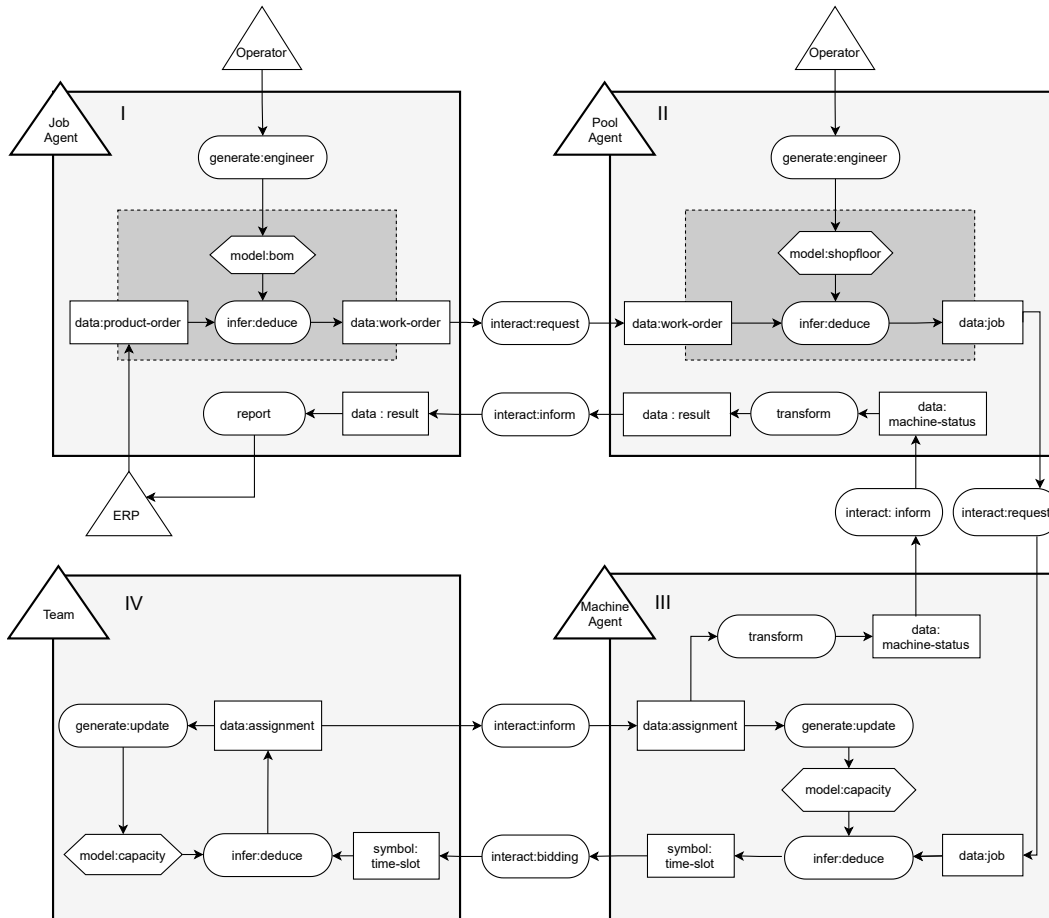 Operator
Operator
I
II
Job
Agent
Pool
Agent
generate:engineer
generate:engineer
model:bom
model:shopfloor
data:product-order
infer:deduce
data:work-order
interact:request
data:work-order
infer:deduce
data:job
report
data : result
interact:inform
data : result
transform
data:
machine-status
ERP
interact: inform
interact:request
IV
III
Team
Machine
Agent
transform
data:
machine-status
generate:update
data:assignment
interact:inform
data:assignment
generate:update
model:capacity
model:capacity
infer:deduce
symbol:
time-slot
interact:bidding
symbol:
time-slot
infer:deduce
data:job